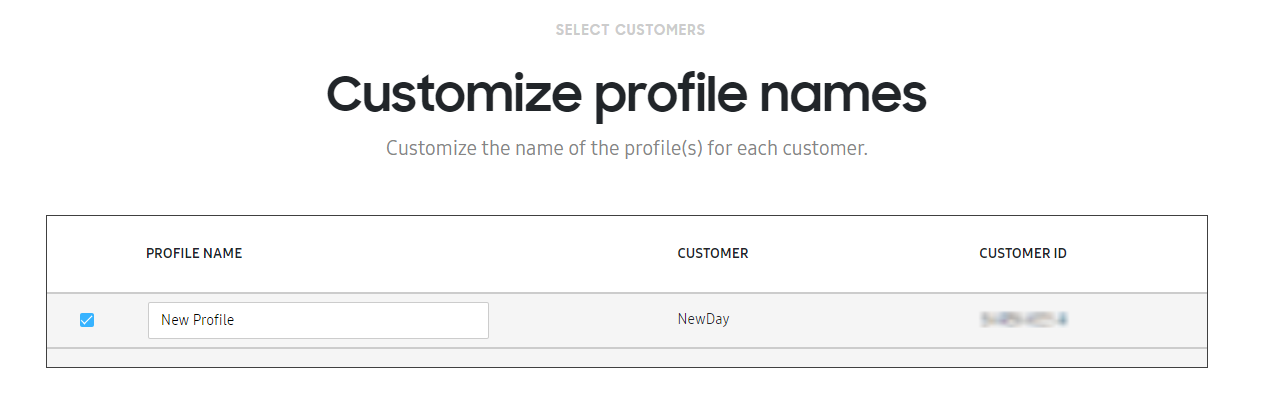 SELECT CUSTOMERS
Customize profile names
Customize the name of the profile(s) for each customer.
PROFILE NAME CUSTOMER CUSTOMER ID
New Profile NewDay